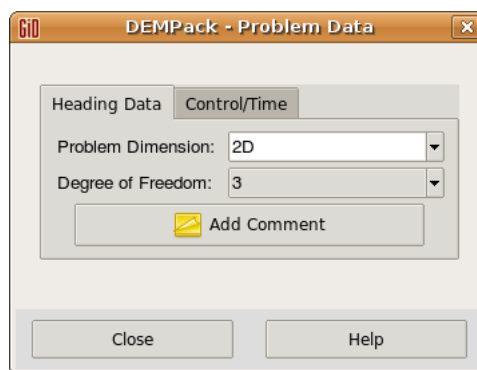 GiD DEMPack - Problem Data
Heading Data Control/Time
Problem Dimension: 2D
Degree of Freedom: 3
Add Comment
Close Help